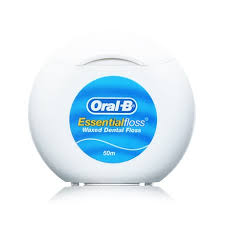 Oral-B
Essentialfloss®
Waxed Dental Floss
50m